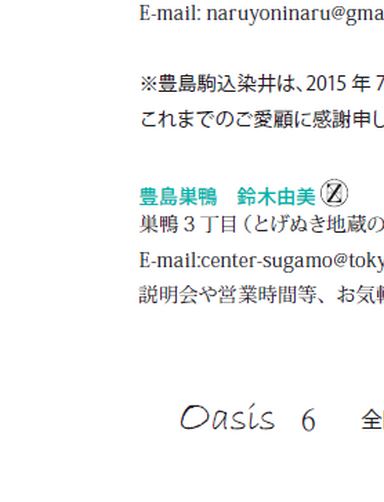 E-mail: naruyoninaru@gma
※豊島駒込染井は、2015 年 7
これまでのご愛顧に感謝申し
豊島巣鴨　鈴木由美 Ⓩ
巣鴨 3 丁目（とげぬき地蔵の
E-mail:center-sugamo@toky
説明会や営業時間等、お気軽
Oasis 6 全